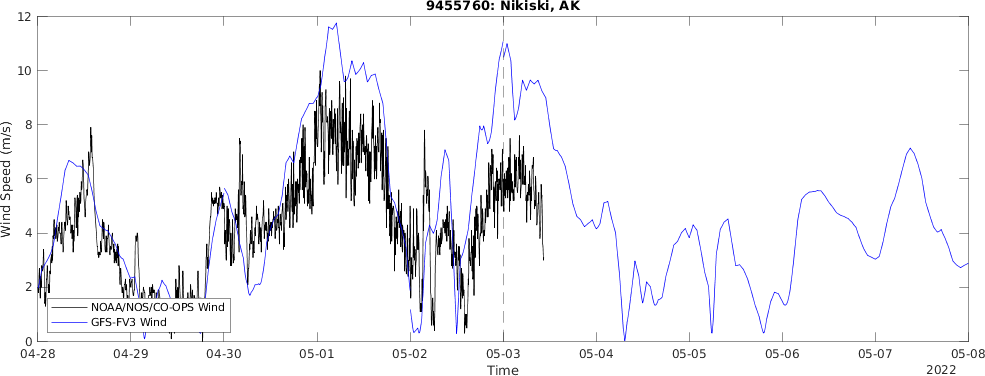 9455760: Nikiski, AK
Wind Speed (m/s)
12
10
8
6
4
2
0
NOAA/NOS/CO-OPS Wind
GFS-FV3 Wind
04-28 04-29 04-30 05-01 05-02 05-03 05-04 05-05 05-06 05-07 05-08
Time
2022